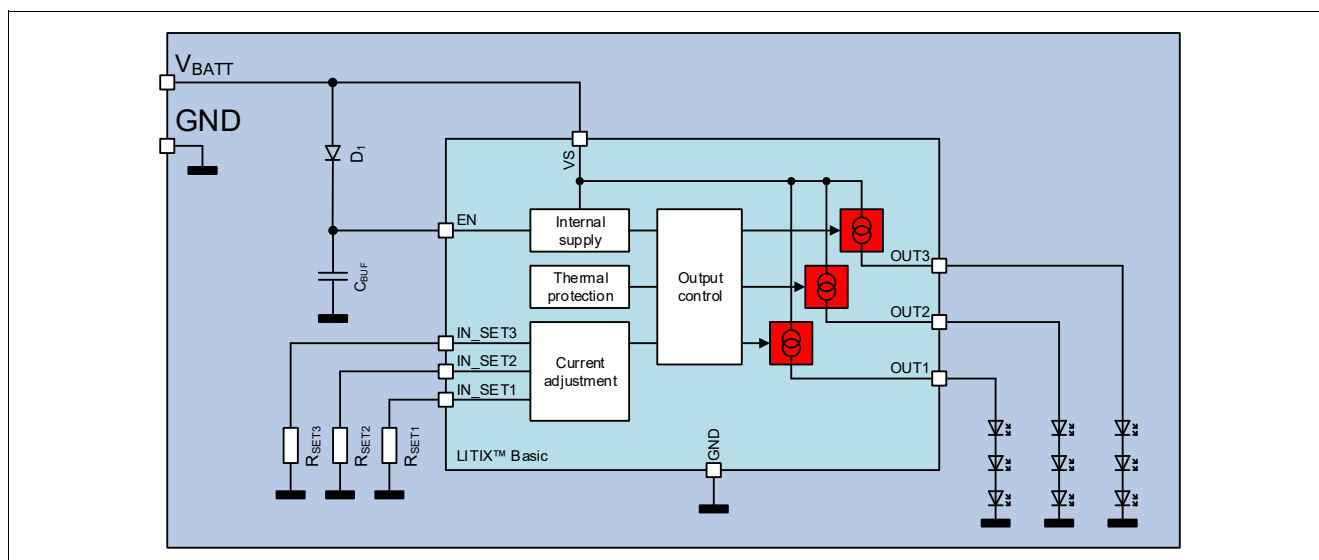 VBATT
GND
D1
VS
EN
Internal
supply
CBUF
Thermal
protection
Output
control
OUT3
OUT2
OUT1
IN_SET3
IN_SET2
IN_SET1
Current
adjustment
RSET3
RSET2
RSET1
LITIX™ Basic
GND